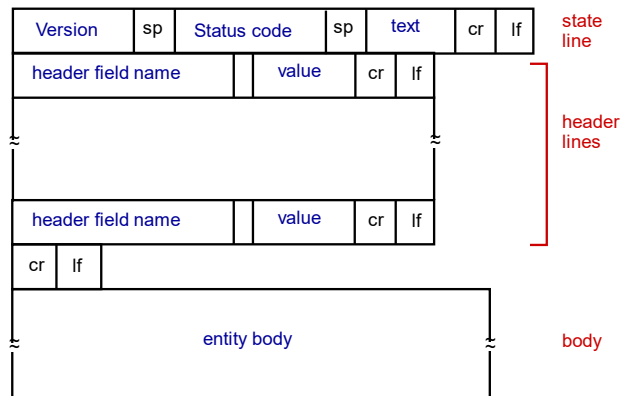 Version sp Status code sp text cr lf
state
line
header field name value cr lf
header
lines
≈ ≈
header field name value cr lf
cr lf
≈ entity body ≈
body